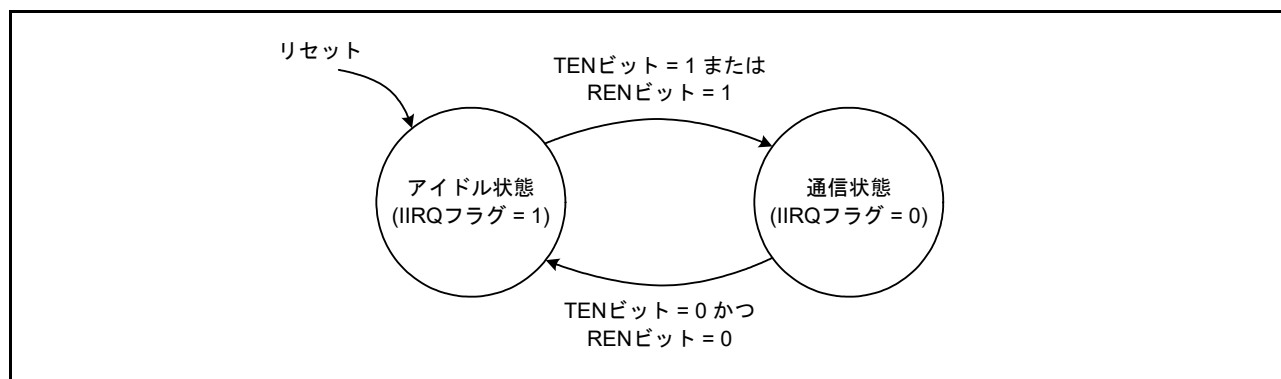 リセット
TENビット = 1 または
RENビット = 1
アイドル状態
(IIRQフラグ = 1)
通信状態
(IIRQフラグ = 0)
TENビット = 0 かつ
RENビット = 0